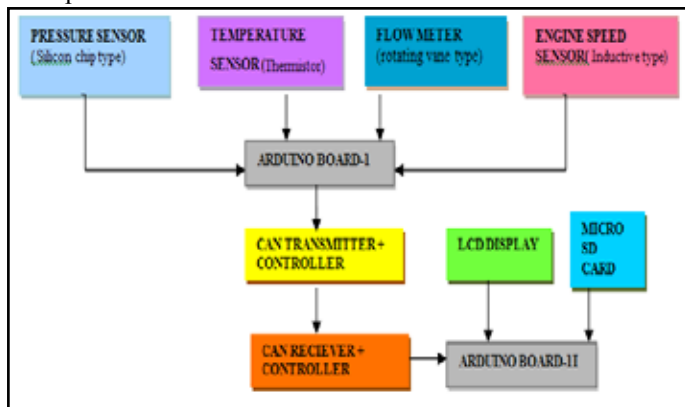 PRESSURE SENSOR
(Silicon chip type)
TEMPERATURE
SENSOR(Thermistor)
FLOW METER
(rotating vane type)
ENGINE SPEED
SENSOR( Inductive type)
ARDUINO BOARD-I
CAN TRANSMITTER +
CONTROLLER
LCD DISPLAY
MICRO
SD
CARD
CAN RECIEVER +
CONTROLLER
ARDUINO BOARD-1I